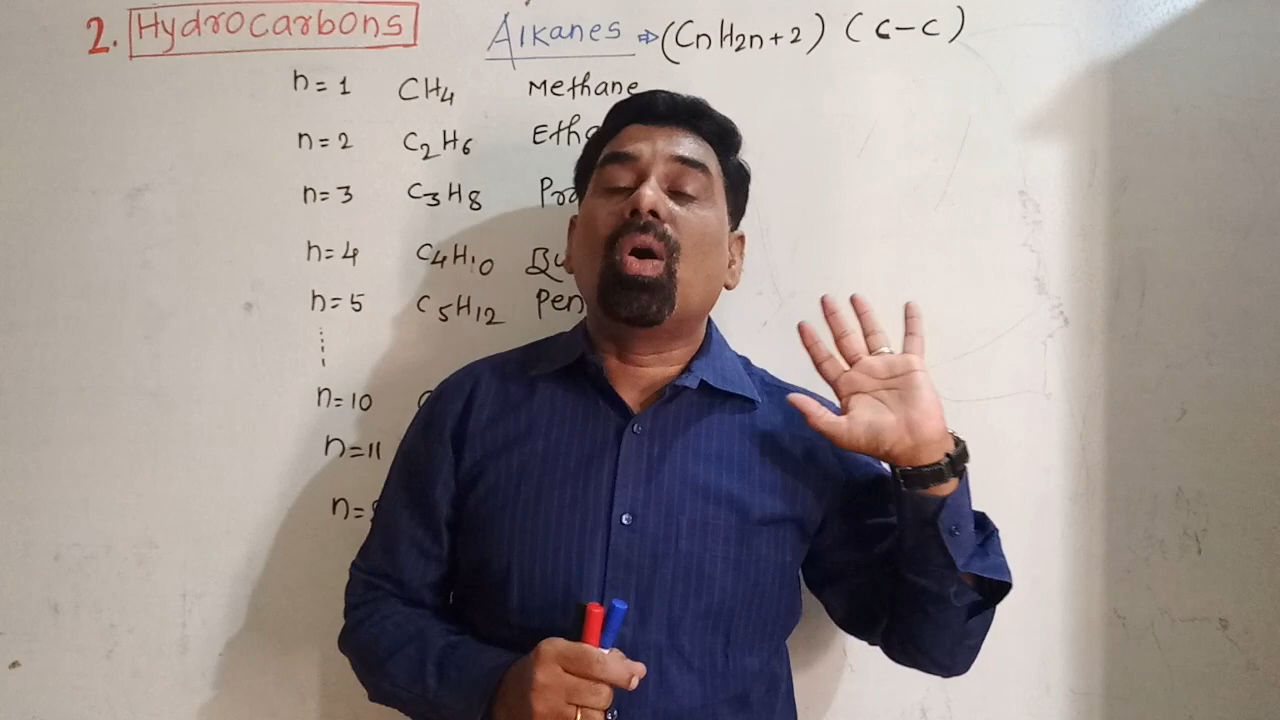 2. Hydrocarbons Alkanes ⇒ (CnH2n+2) (C-C)
n=1 CH4 Methane
n=2 C2H6
n=3 C3H8
n=4 C4H10
n=5 C5H12
n=10
n=11